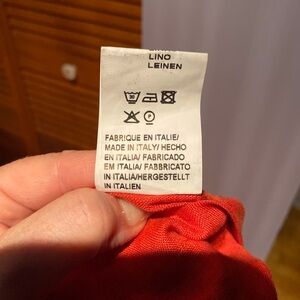 LINO
LEINEN
30
P
FABRIQUE EN ITALIE/
MADE IN ITALY/ HECHO
EN ITALIA/ FABRICADO
EM ITALIA/ FABBRICATO
IN ITALIA/HERGESTELLT
IN ITALIEN